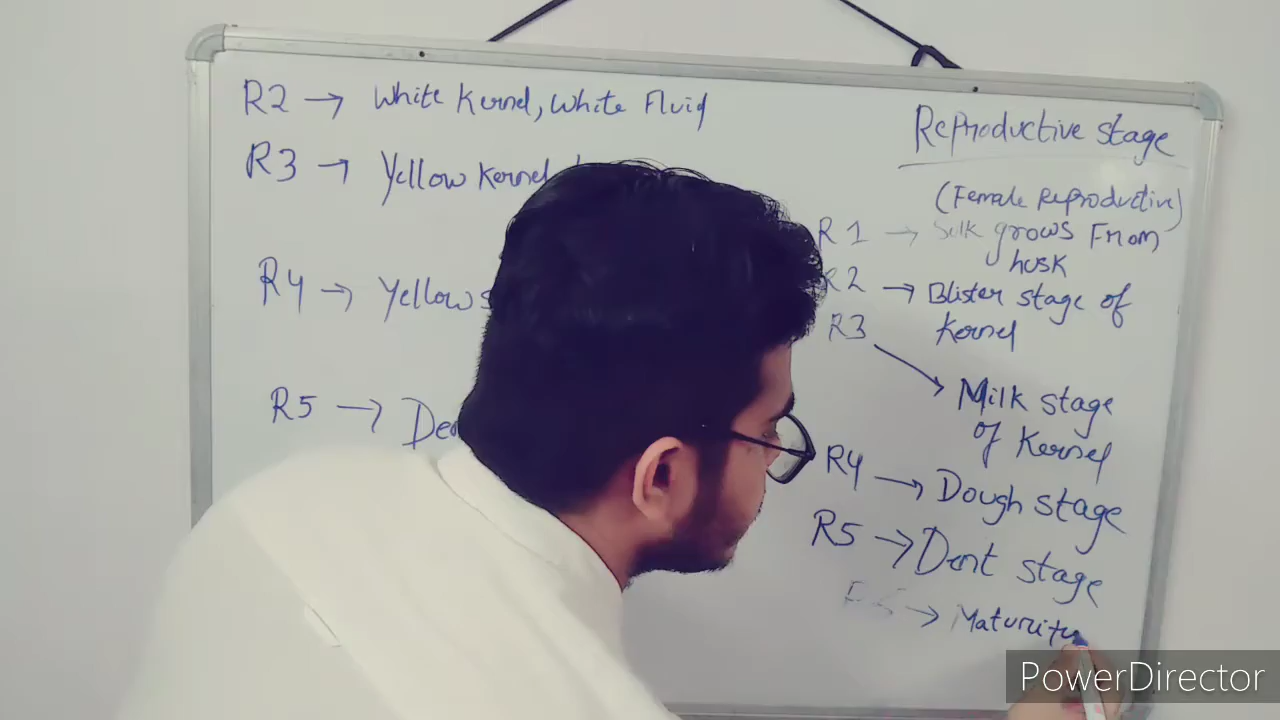 R2 → White Kernel, White Fluid
R3 → Yellow Kernel
R4 → Yellow
R5 →
Reproductive stage
(Female Reproductive)
R1 → Silk grows From
husk
R2 → Blister stage of
Kernel
R3
Milk stage
of Kernel
R4 → Dough stage
R5 → Dent stage
→ Maturity
PowerDirector